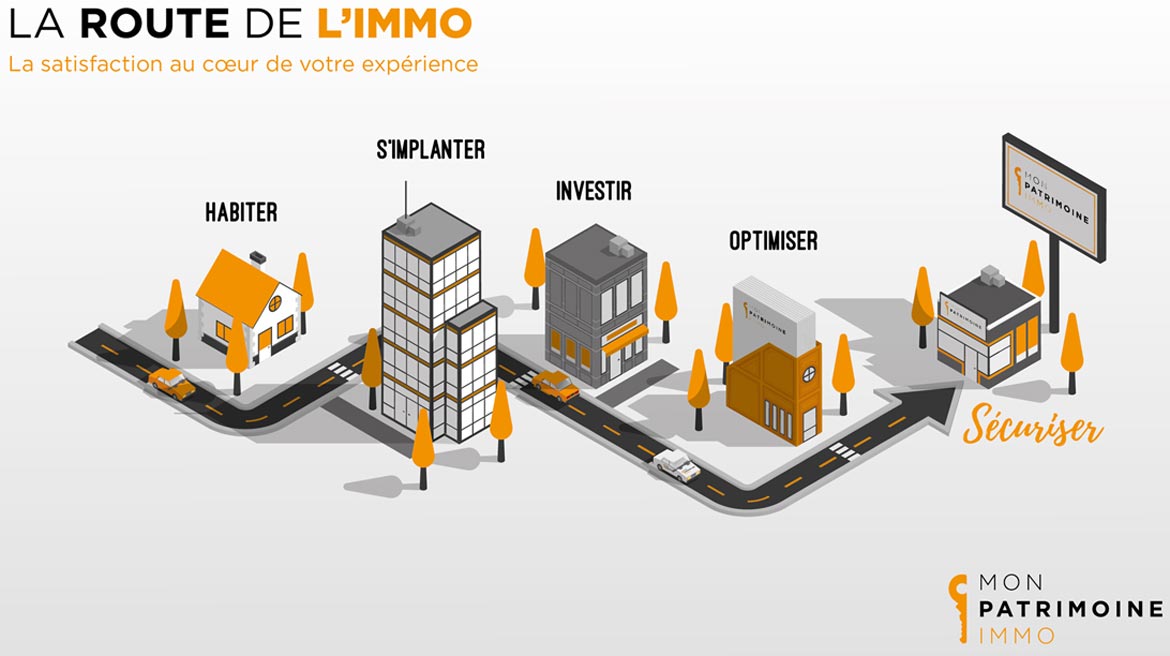 LA ROUTE DE L'IMMO
La satisfaction au cœur de votre expérience
S'IMPLANTER
INVESTIR
HABITER
OPTIMISER
MON
PATRIMOINE
IMMO
PATRIMOINE
PATRIMOINE
Sécuriser
MON
PATRIMOINE
IMMO